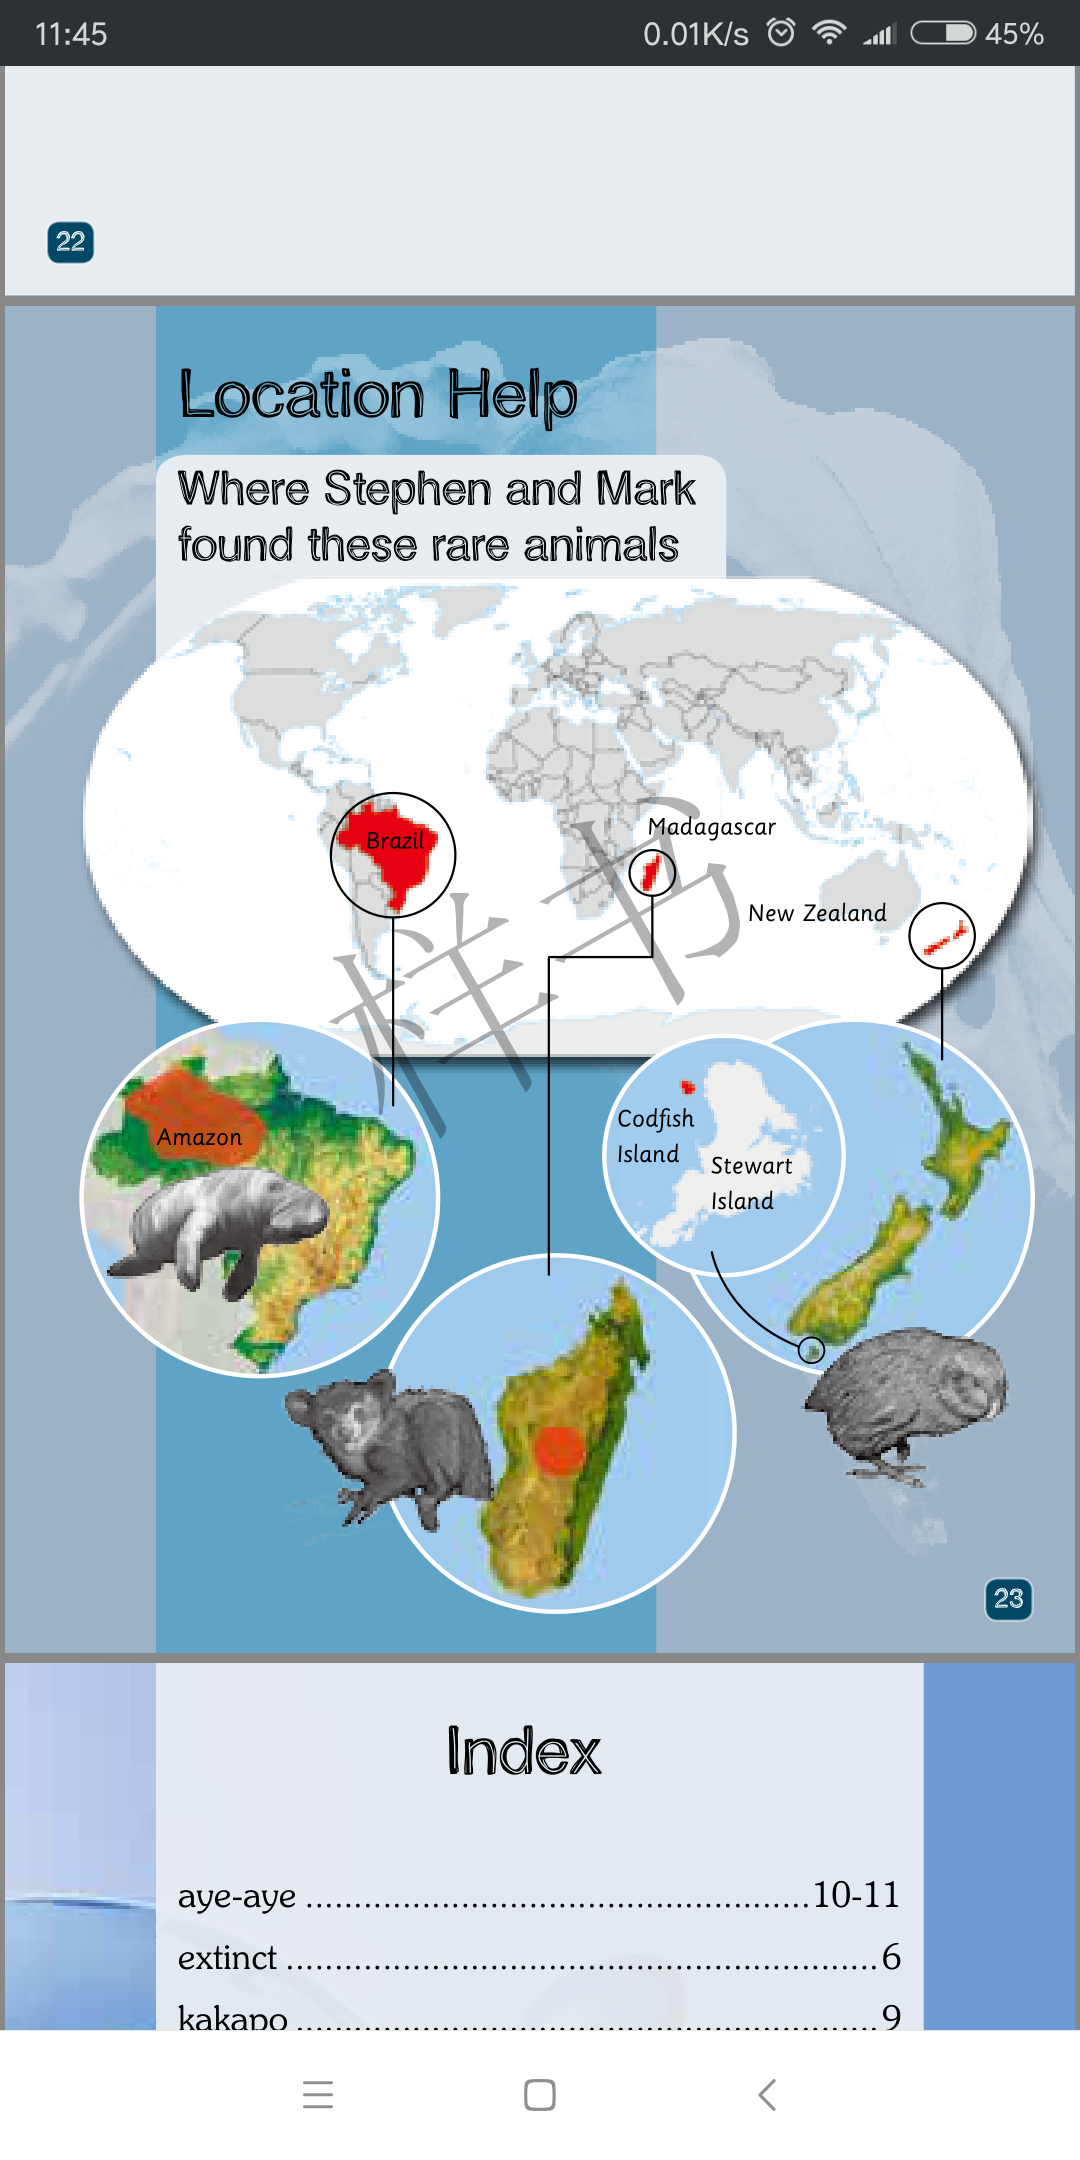 11:45 0.01K/s 45%
22
Location Help
Where Stephen and Mark
found these rare animals
Brazil
Madagascar
New Zealand
样书
Amazon
Codfish
Island
Stewart
Island
23
Index
aye-aye ................................................... 10-11
extinct ............................................................ 6
kakapo ........................................................... 9